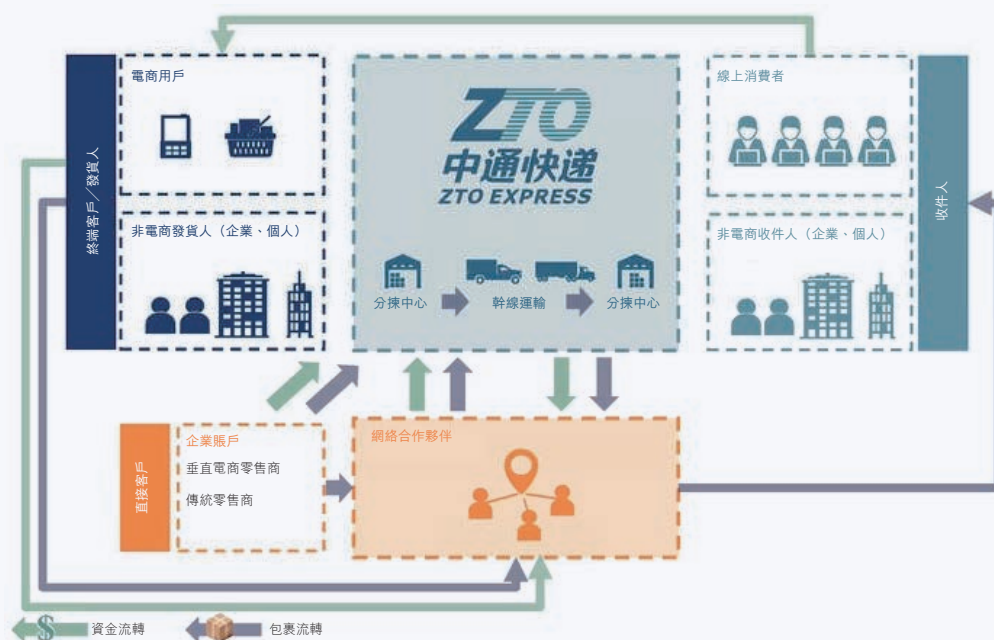 電商用戶
終端客戶／發貨人
非電商發貨人（企業、個人）
ZTO
中通快递
ZTO EXPRESS
分揀中心
幹線運輸
分揀中心
線上消費者
收件人
非電商收件人（企業、個人）
直接客戶
企業賬戶
垂直電商零售商
傳統零售商
網絡合作夥伴
$
資金流轉
包裹流轉